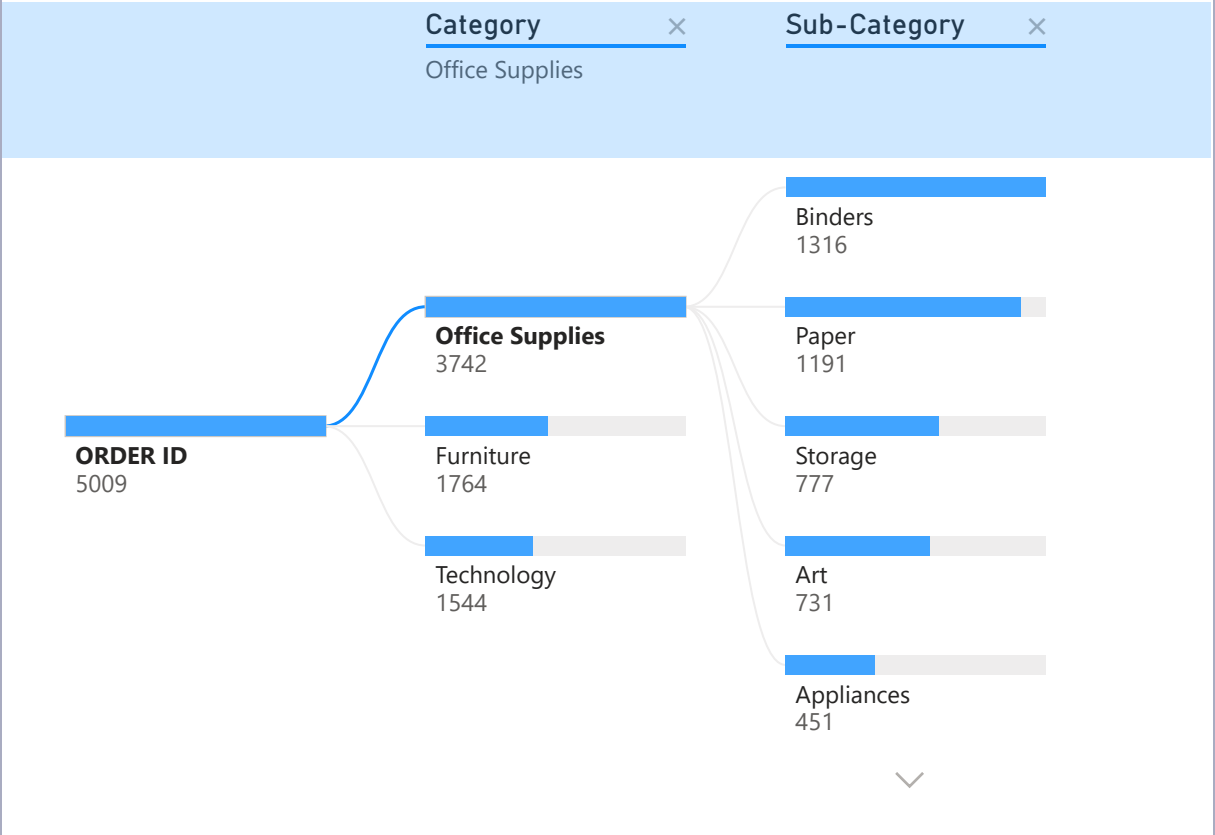 Category
Sub-Category
Office Supplies
Binders
1316
Office Supplies
3742
Paper
1191
ORDER ID
5009
Furniture
1764
Storage
777
Technology
1544
Art
731
Appliances
451